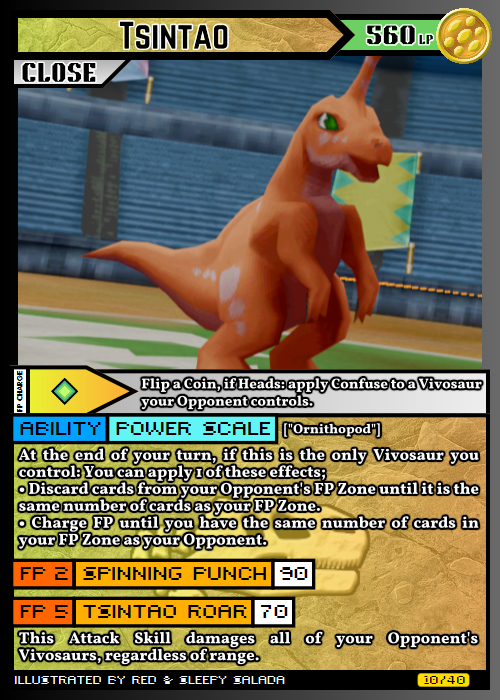 TSINTAO
560 LP
CLOSE
FP CHARGE
Flip a Coin, if Heads: apply Confuse to a Vivosaur
your Opponent controls.
ABILITY POWER SCALE ["Ornithopod"]
At the end of your turn, if this is the only Vivosaur you
control: You can apply 1 of these effects;
• Discard cards from your Opponent's FP Zone until it is the
same number of cards as your FP Zone.
• Charge FP until you have the same number of cards in
your FP Zone as your Opponent.
FP 2 SPINNING PUNCH 90
FP 5 TSINTAO ROAR 70
This Attack Skill damages all of your Opponent's
Vivosaurs, regardless of range.
ILLUSTRATED BY RED & SLEEPY SALADA
10/40